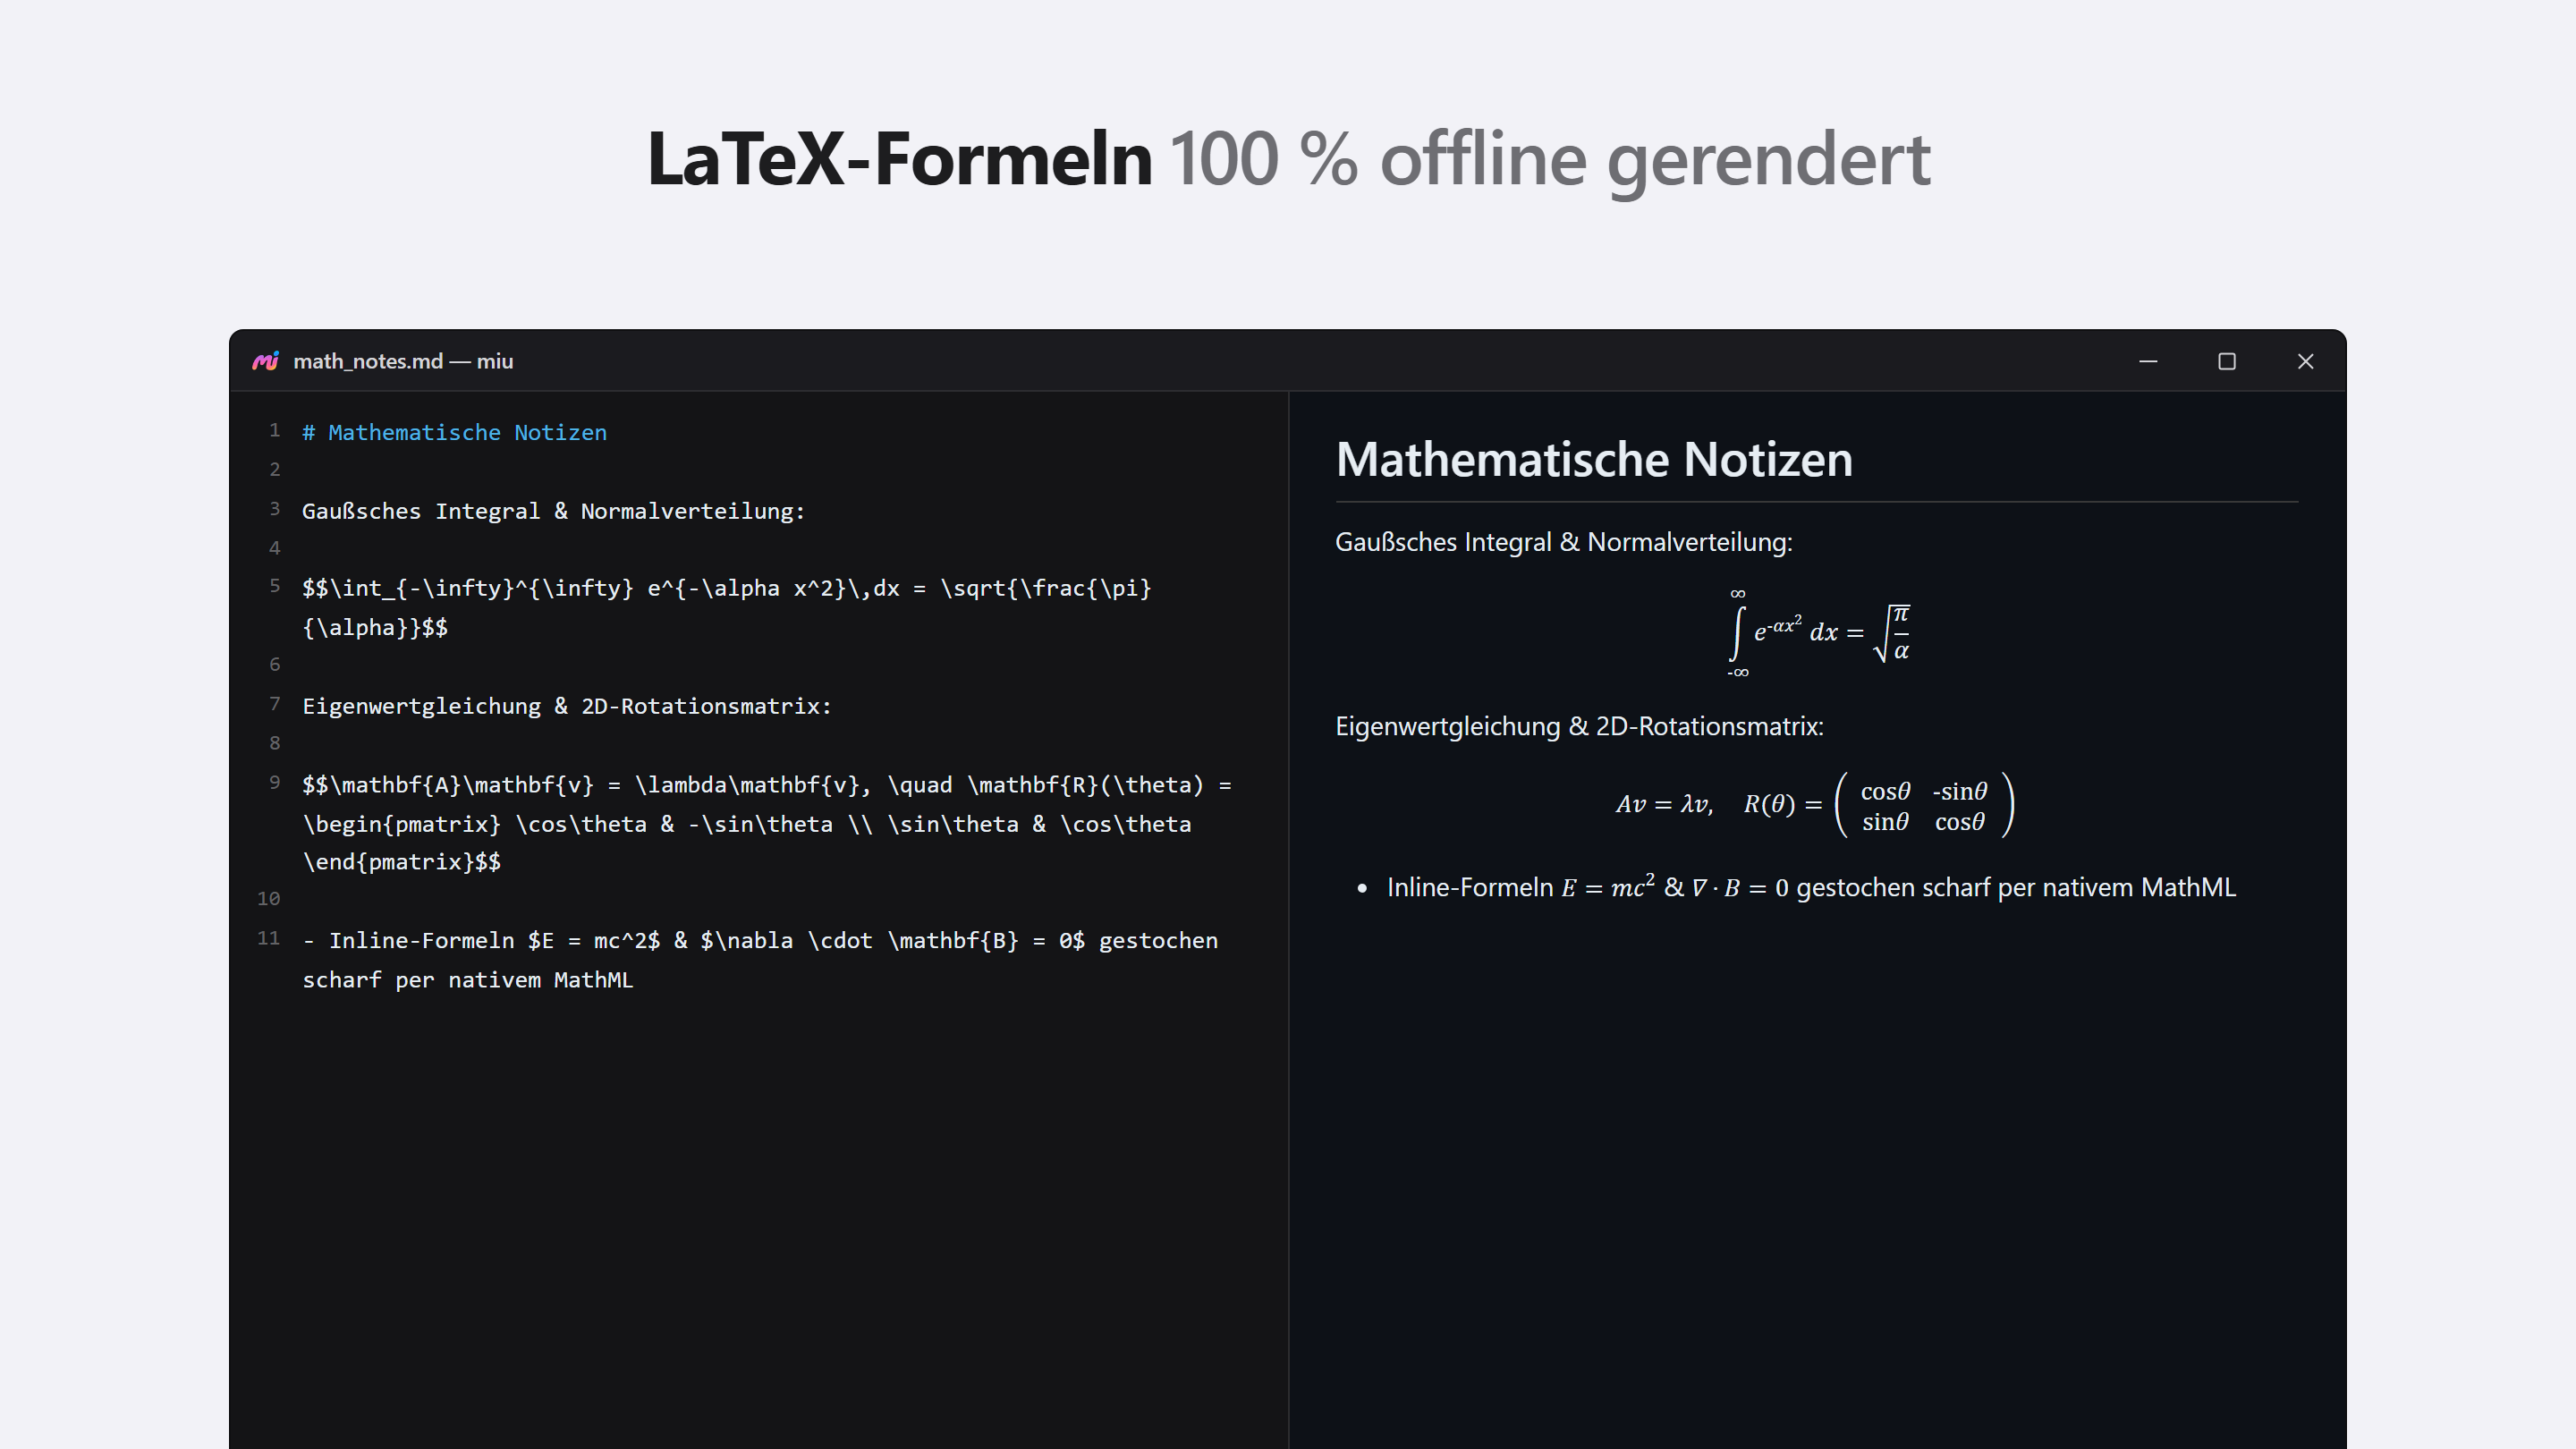 LaTeX-Formeln 100 % offline gerendert
math_notes.md — miu
1 # Mathematische Notizen
2
3 Gaußsches Integral & Normalverteilung:
4
5 $$\int_{-\infty}^{\infty} e^{-\alpha x^2}\,dx = \sqrt{\frac{\pi}
{\alpha}}$$
6
7 Eigenwertgleichung & 2D-Rotationsmatrix:
8
9 $$\mathbf{A}\mathbf{v} = \lambda\mathbf{v}, \quad \mathbf{R}(\theta) =
\begin{pmatrix} \cos\theta & -\sin\theta \\ \sin\theta & \cos\theta
\end{pmatrix}$$
10
11 - Inline-Formeln $E = mc^2$ & $\nabla \cdot \mathbf{B} = 0$ gestochen
scharf per nativem MathML
Mathematische Notizen
Gaußsches Integral & Normalverteilung:
∫_{-∞}^{∞} e^{-αx²} dx = √(π/α)
Eigenwertgleichung & 2D-Rotationsmatrix:
Av = λv, R(θ) = ( cosθ -sinθ
sinθ cosθ )
• Inline-Formeln E = mc² & ∇ · B = 0 gestochen scharf per nativem MathML